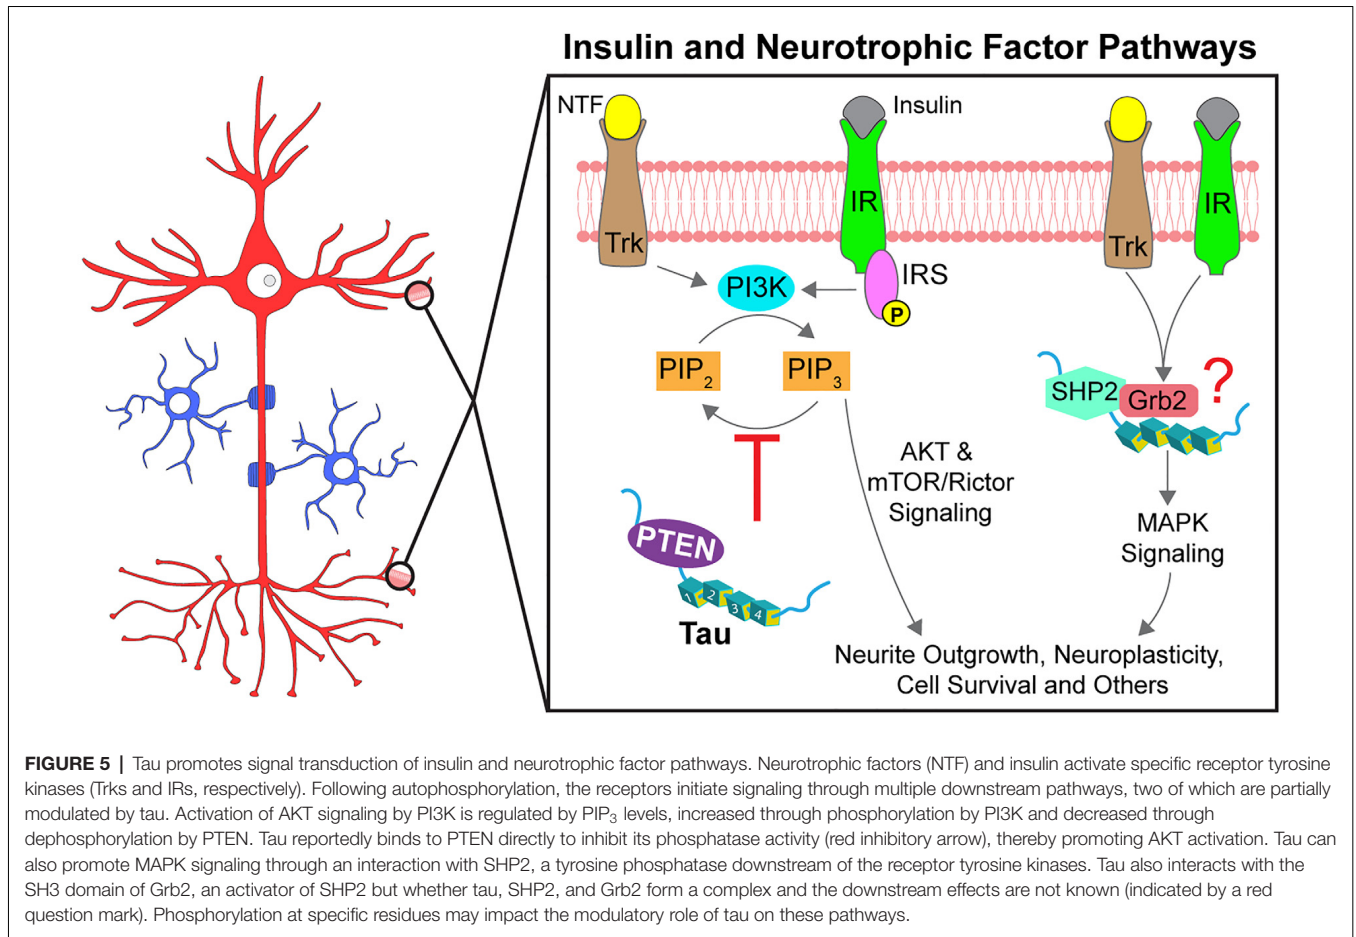 Insulin and Neurotrophic Factor Pathways
NTF
Insulin
Trk
IR
Trk
IR
PI3K
IRS
P
PIP2
PIP3
SHP2
Grb2
?
AKT &
mTOR/Rictor
Signaling
MAPK
Signaling
PTEN
1 2 3 4
Tau
Neurite Outgrowth, Neuroplasticity,
Cell Survival and Others
FIGURE 5 | Tau promotes signal transduction of insulin and neurotrophic factor pathways. Neurotrophic factors (NTF) and insulin activate specific receptor tyrosine
kinases (Trks and IRs, respectively). Following autophosphorylation, the receptors initiate signaling through multiple downstream pathways, two of which are partially
modulated by tau. Activation of AKT signaling by PI3K is regulated by PIP3 levels, increased through phosphorylation by PI3K and decreased through
dephosphorylation by PTEN. Tau reportedly binds to PTEN directly to inhibit its phosphatase activity (red inhibitory arrow), thereby promoting AKT activation. Tau can
also promote MAPK signaling through an interaction with SHP2, a tyrosine phosphatase downstream of the receptor tyrosine kinases. Tau also interacts with the
SH3 domain of Grb2, an activator of SHP2 but whether tau, SHP2, and Grb2 form a complex and the downstream effects are not known (indicated by a red
question mark). Phosphorylation at specific residues may impact the modulatory role of tau on these pathways.